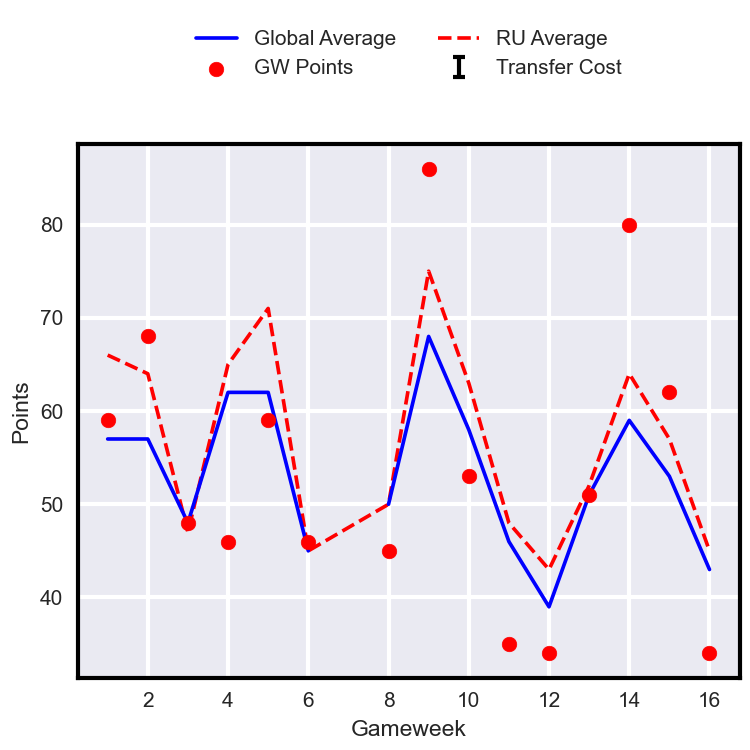 Global Average
RU Average
GW Points
Transfer Cost
80
70
60
50
40
Points
2 4 6 8 10 12 14 16
Gameweek